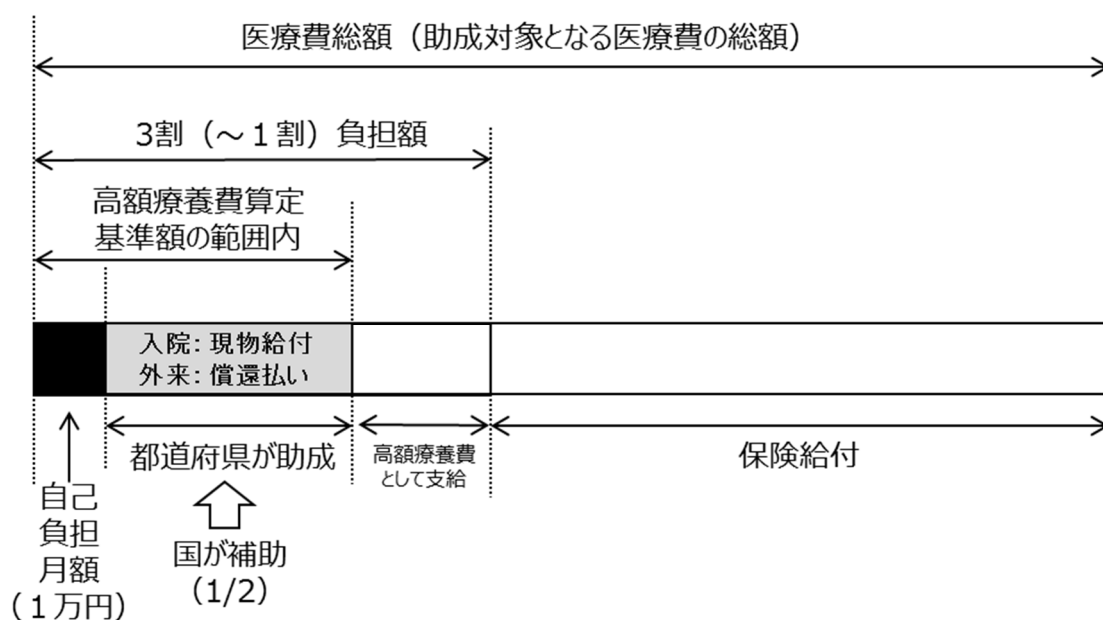 医療費総額（助成対象となる医療費の総額）
3割（～１割）負担額
高額療養費算定
基準額の範囲内
入院：現物給付
外来：償還払い
都道府県が助成
高額療養費
として支給
保険給付
自己
負担
月額
（１万円）
国が補助
(1/2)